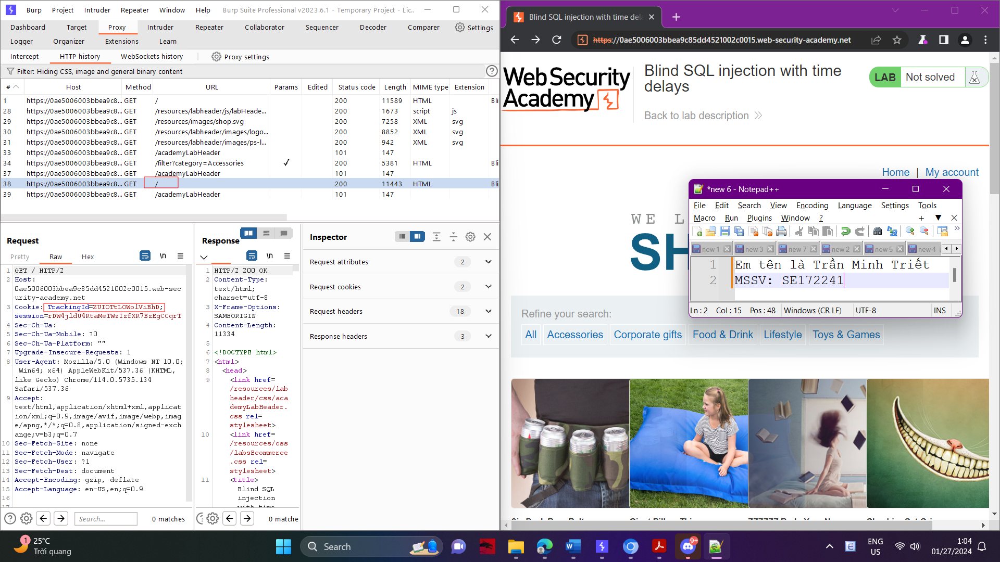 Burp Project Intruder Repeater Window Help Burp Suite Professional v2023.6.1 - Temporary Project - Lic...
Dashboard Target Proxy Intruder Repeater Collaborator Sequencer Decoder Comparer Settings
Logger Organizer Extensions Learn
Intercept HTTP history WebSockets history Proxy settings
Filter: Hiding CSS, image and general binary content
# Host Method URL Params Edited Status code Length MIME type Extension
1 https://0ae5006003bbea9c8... GET / 200 11589 HTML Bli
28 https://0ae5006003bbea9c8... GET /resources/labheader/js/labHeade... 200 1673 script js
29 https://0ae5006003bbea9c8... GET /resources/images/shop.svg 200 7258 XML svg
30 https://0ae5006003bbea9c8... GET /resources/labheader/images/logo... 200 8852 XML svg
31 https://0ae5006003bbea9c8... GET /resources/labheader/images/ps-l... 200 942 XML svg
33 https://0ae5006003bbea9c8... GET /academyLabHeader 101 147
34 https://0ae5006003bbea9c8... GET /filter?category=Accessories ✓ 200 5381 HTML Bli
37 https://0ae5006003bbea9c8... GET /academyLabHeader 101 147
38 https://0ae5006003bbea9c8... GET / 200 11443 HTML Bli
39 https://0ae5006003bbea9c8... GET /academyLabHeader 101 147
Request
Pretty Raw Hex \n
1 GET / HTTP/2
2 Host:
0ae5006003bbea9c85dd4521002c0015.web-sec
urity-academy.net
3 Cookie: TrackingId=ZUIOTtLOWolViBhD;
session=rDW4jldU4RtaMeTWzIzfXR7BzEgCCqrT
4 Sec-Ch-Ua:
5 Sec-Ch-Ua-Mobile: ?0
6 Sec-Ch-Ua-Platform: ""
7 Upgrade-Insecure-Requests: 1
8 User-Agent: Mozilla/5.0 (Windows NT 10.0;
Win64; x64) AppleWebKit/537.36 (KHTML,
like Gecko) Chrome/114.0.5735.134
Safari/537.36
9 Accept:
text/html,application/xhtml+xml,applicat
ion/xml;q=0.9,image/avif,image/webp,imag
e/apng,*/*;q=0.8,application/signed-exch
ange;v=b3;q=0.7
10 Sec-Fetch-Site: none
11 Sec-Fetch-Mode: navigate
12 Sec-Fetch-User: ?1
13 Sec-Fetch-Dest: document
14 Accept-Encoding: gzip, deflate
15 Accept-Language: en-US,en;q=0.9
16
17
Search... 0 matches
Response
\n
1 HTTP/2 200 OK
2 Content-Type:
text/html;
charset=utf-8
3 X-Frame-Options:
SAMEORIGIN
4 Content-Length:
11334
5
6 <!DOCTYPE html>
7 <html>
8 <head>
9 <link href=
/resources/lab
header/css/aca
demyLabHeader.
css rel=
stylesheet>
10 <link href=
/resources/css
/labsEcommerce
.css rel=
stylesheet>
11 <title>
Blind SQL
injection
with time
0 matche
Inspector
Request attributes 2
Request cookies 2
Request headers 18
Response headers 3
Blind SQL injection with time dela
https://0ae5006003bbea9c85dd4521002c0015.web-security-academy.net
Web Security
Academy
Blind SQL injection with time
delays
Back to lab description
LAB Not solved
Home | My account
WE L
SH
*new 6 - Notepad++
File Edit Search View Encoding Language Settings Tools
Macro Run Plugins Window ?
new 1 new 3 new 7 new 2 new 5 new 4
1 Em tên là Trần Minh Triết
2 MSSV: SE172241
Ln : 2 Col : 15 Pos : 48 Windows (CR LF) UTF-8 INS
Refine your search:
All Accessories Corporate gifts Food & Drink Lifestyle Toys & Games
1 25°C
Trời quang
Search
9+
ENG
US
1:04
01/27/2024